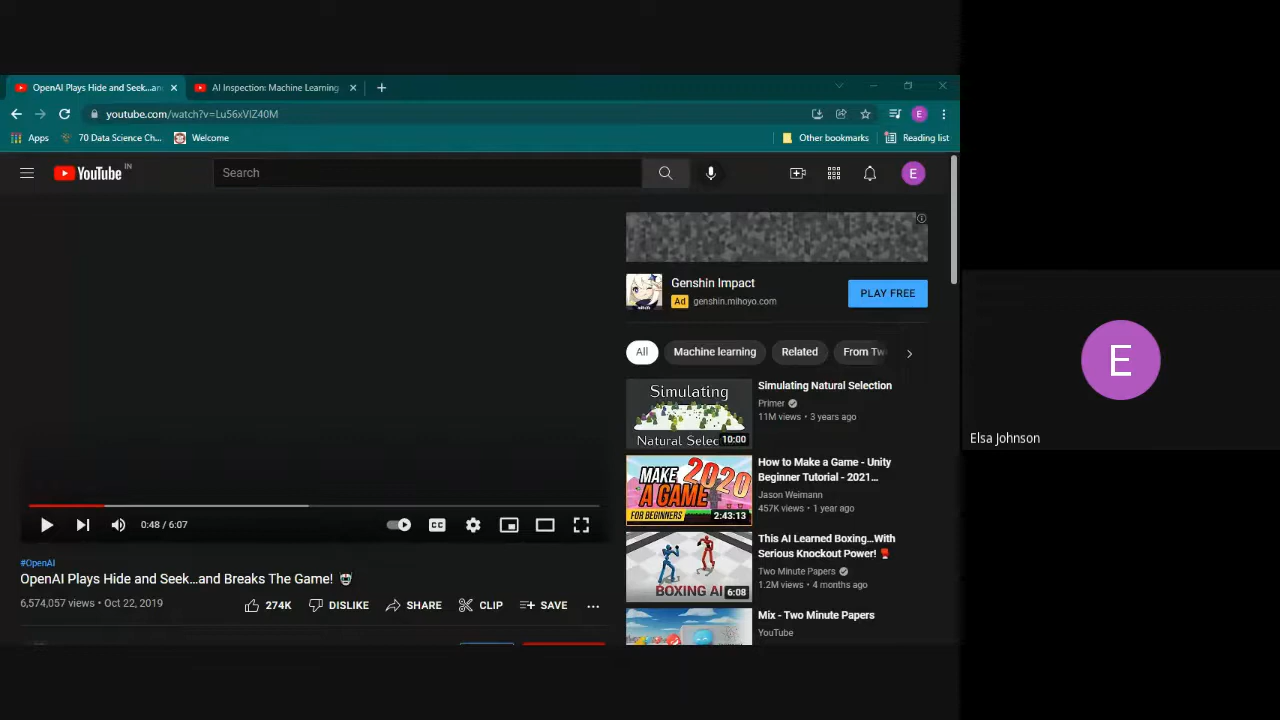 OpenAI Plays Hide and Seek…and
AI Inspection: Machine Learning
youtube.com/watch?v=Lu56xVlZ40M
E
Apps
70 Data Science Ch...
Welcome
Other bookmarks
Reading list
YouTube IN
Search
E
Genshin Impact
Ad genshin.mihoyo.com
PLAY FREE
All
Machine learning
Related
From Tw
Simulating
Natural Selec
10:00
Simulating Natural Selection
Primer
11M views • 3 years ago
MAKE
A GAME
2020
FOR BEGINNERS
2:43:13
How to Make a Game - Unity
Beginner Tutorial - 2021...
Jason Weimann
457K views • 1 year ago
BOXING AI
6:08
This AI Learned Boxing…With
Serious Knockout Power!
Two Minute Papers
1.2M views • 4 months ago
Mix - Two Minute Papers
YouTube
0:48 / 6:07
CC
#OpenAI
OpenAI Plays Hide and Seek…and Breaks The Game!
6,574,057 views • Oct 22, 2019
274K
DISLIKE
SHARE
CLIP
SAVE
E
Elsa Johnson